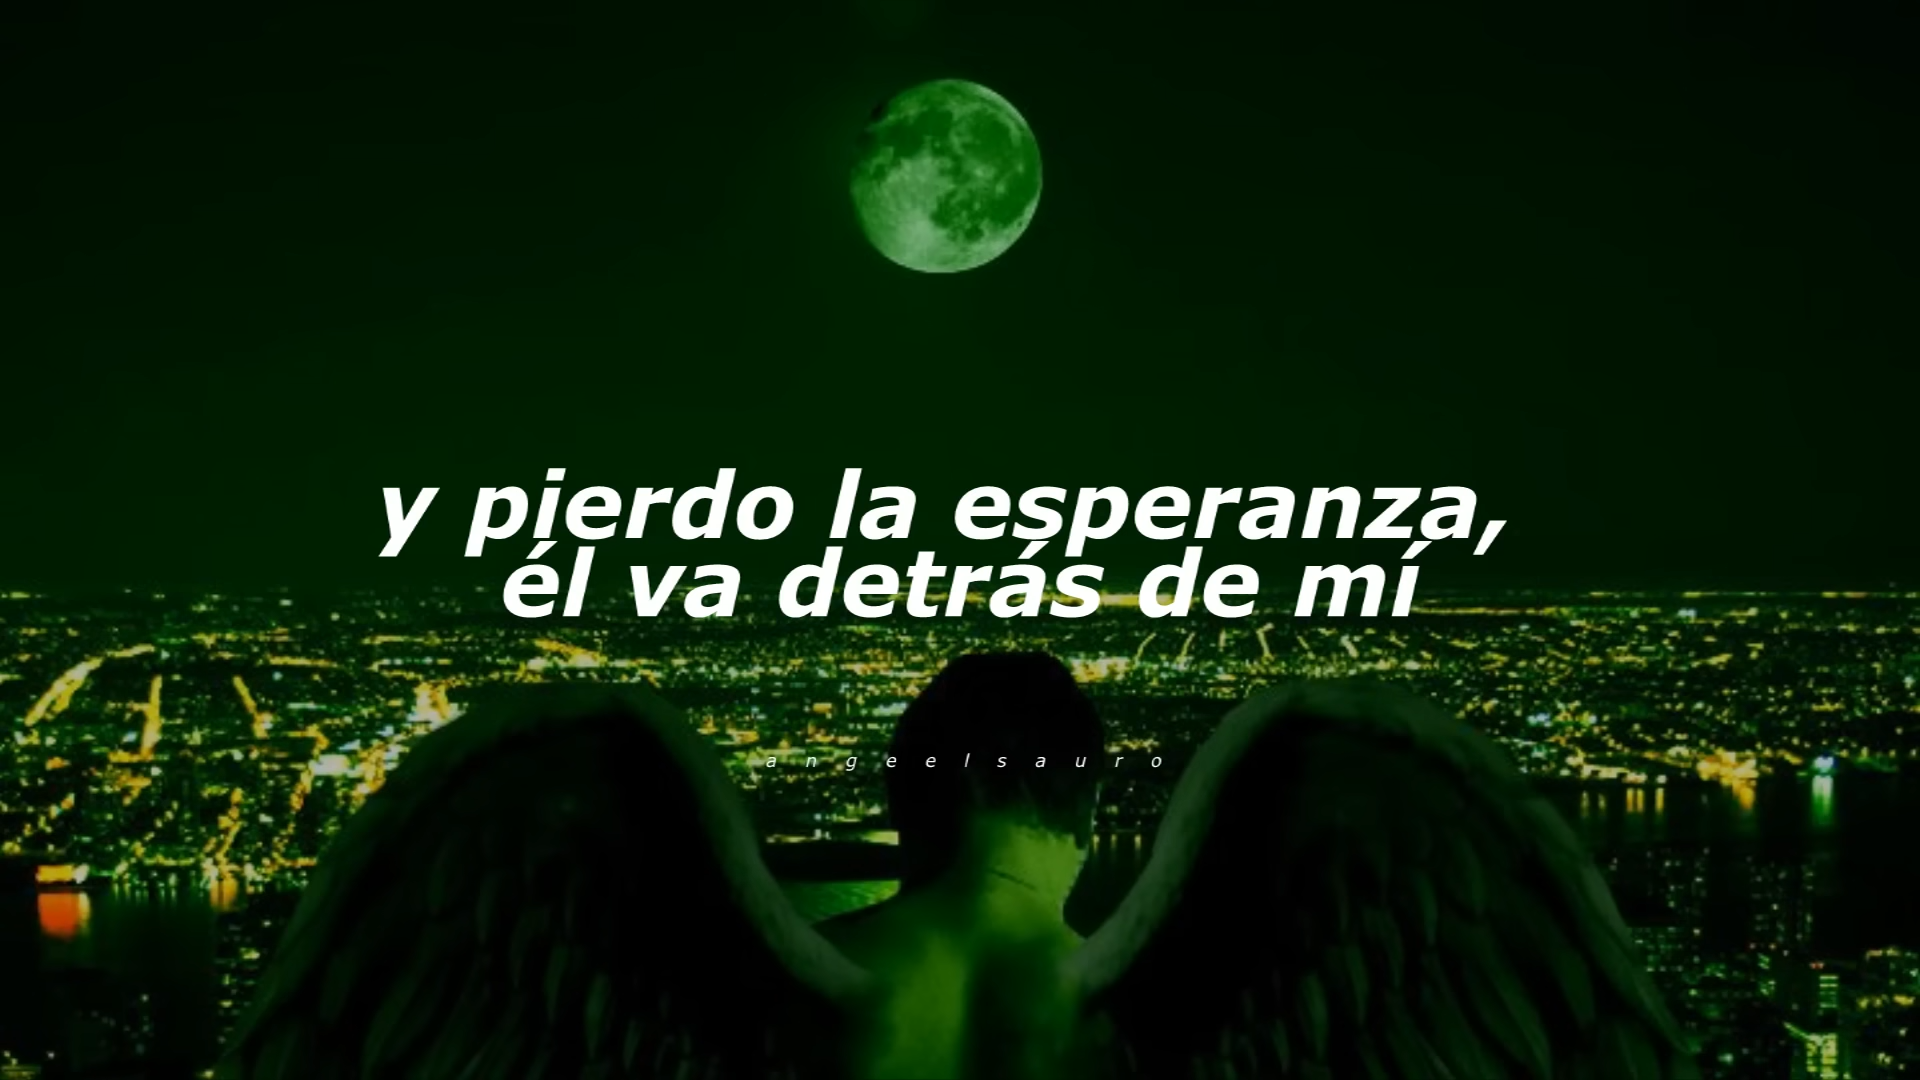 y pierdo la esperanza,
él va detrás de mí
a n g e e l s a u r o